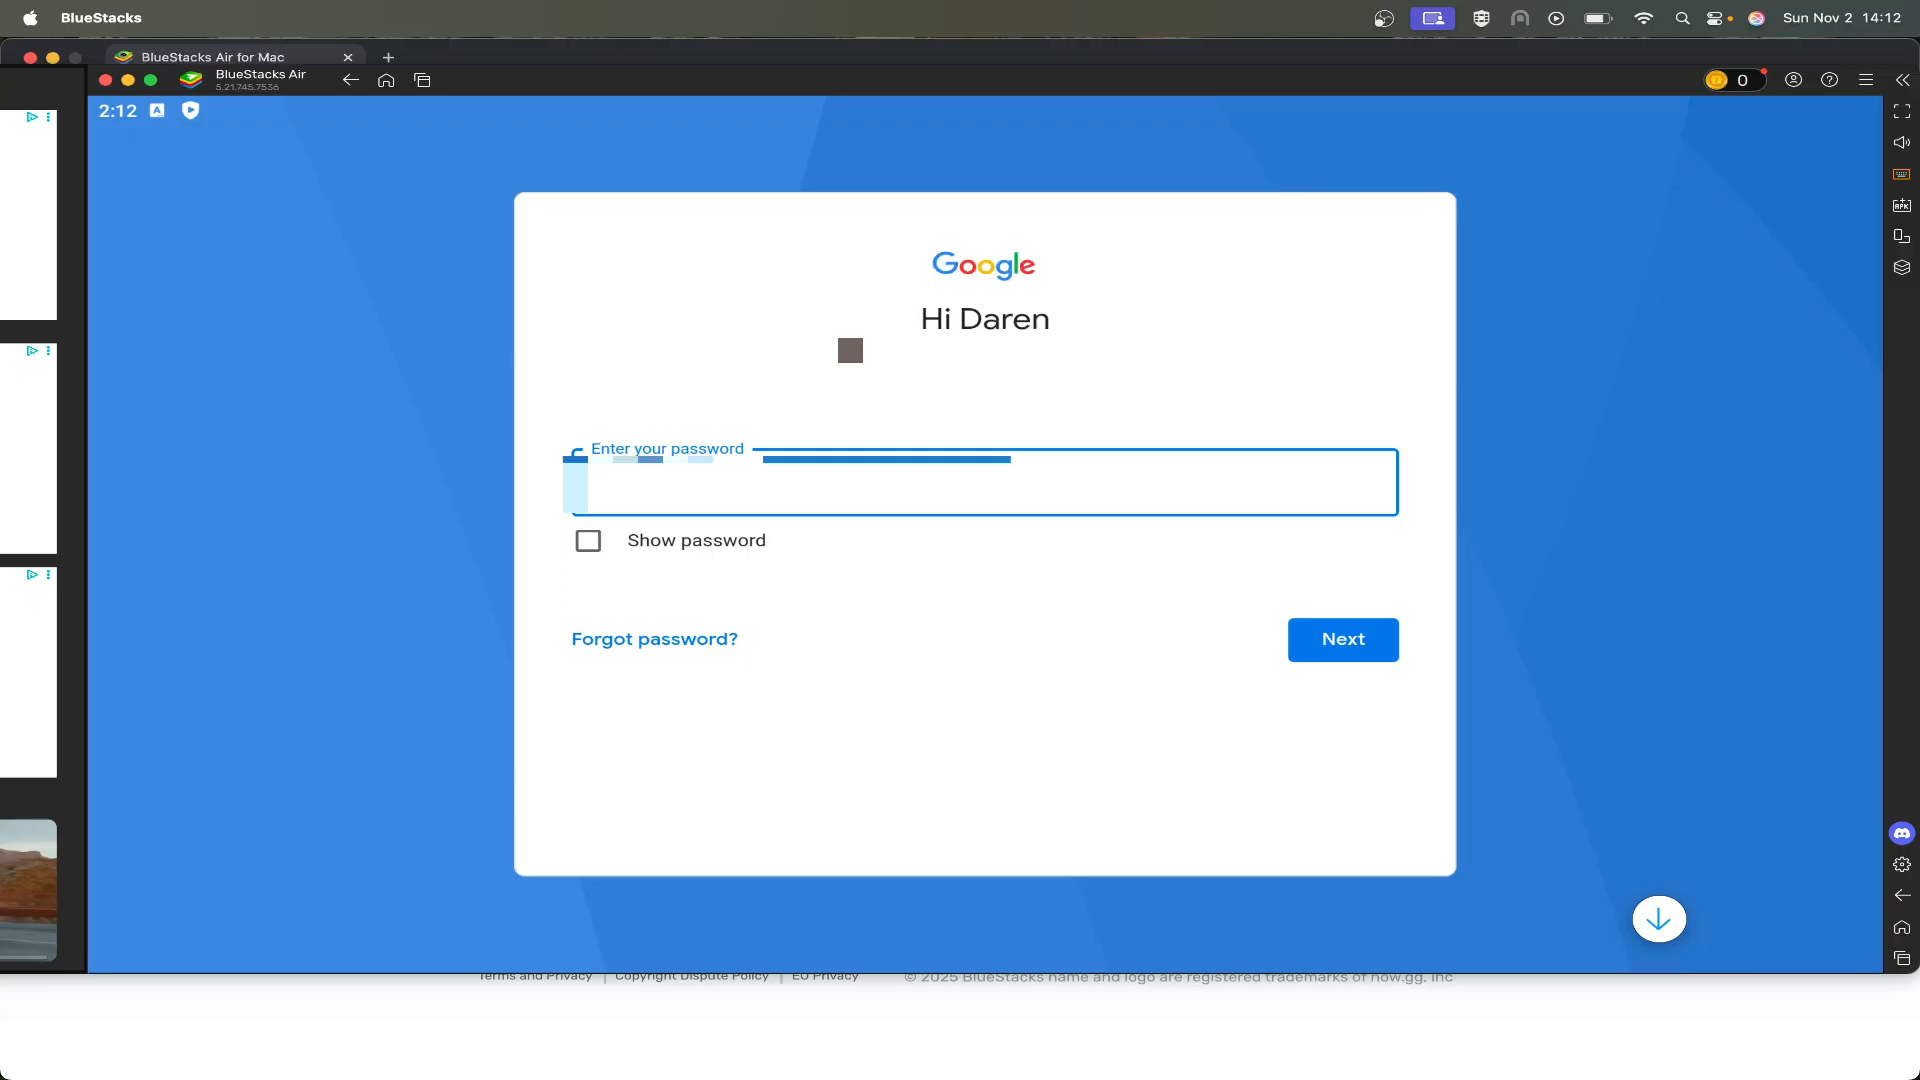 BlueStacks
Sun Nov 2 14:12
BlueStacks Air for Mac
BlueStacks Air
5.21.745.7536
0
2:12
A
APK
Google
Hi Daren
Enter your password
Show password
Forgot password?
Next
Terms and Privacy | Copyright Dispute Policy | EU Privacy © 2025 BlueStacks name and logo are registered trademarks of now.gg, Inc